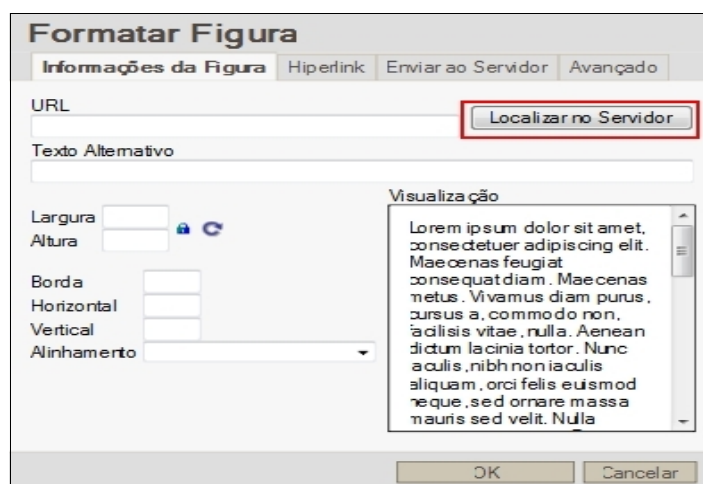 Formatar Figura
Informações da Figura Hiperlink Enviar ao Servidor Avançado
URL
Localizar no Servidor
Texto Alternativo
Visualização
Largura
Altura
Borda
Horizontal
Vertical
Alinhamento
Lorem ipsum dolor sit amet,
consectetuer adipiscing elit.
Maecenas feugiat
consequat diam. Maecenas
metus. Vivamus diam purus,
cursus a, commodo non,
facilisis vitae, nulla. Aenean
dictum lacinia tortor. Nunc
iaculis, nibh non iaculis
aliquam, orci felis euismod
neque, sed ornare massa
mauris sed velit. Nulla
OK Cancelar